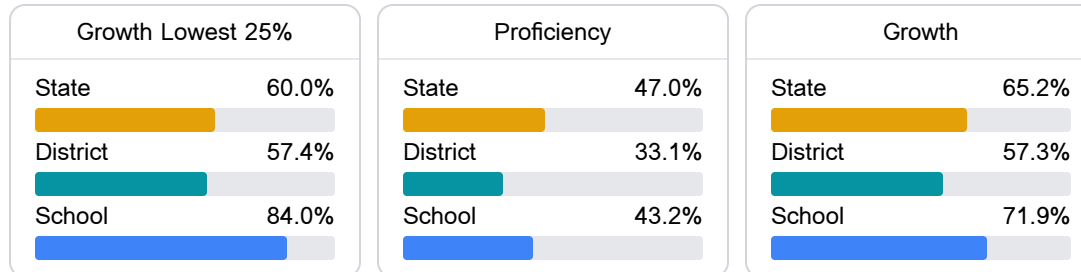 Growth Lowest 25%
State 60.0%
District 57.4%
School 84.0%
Proficiency
State 47.0%
District 33.1%
School 43.2%
Growth
State 65.2%
District 57.3%
School 71.9%